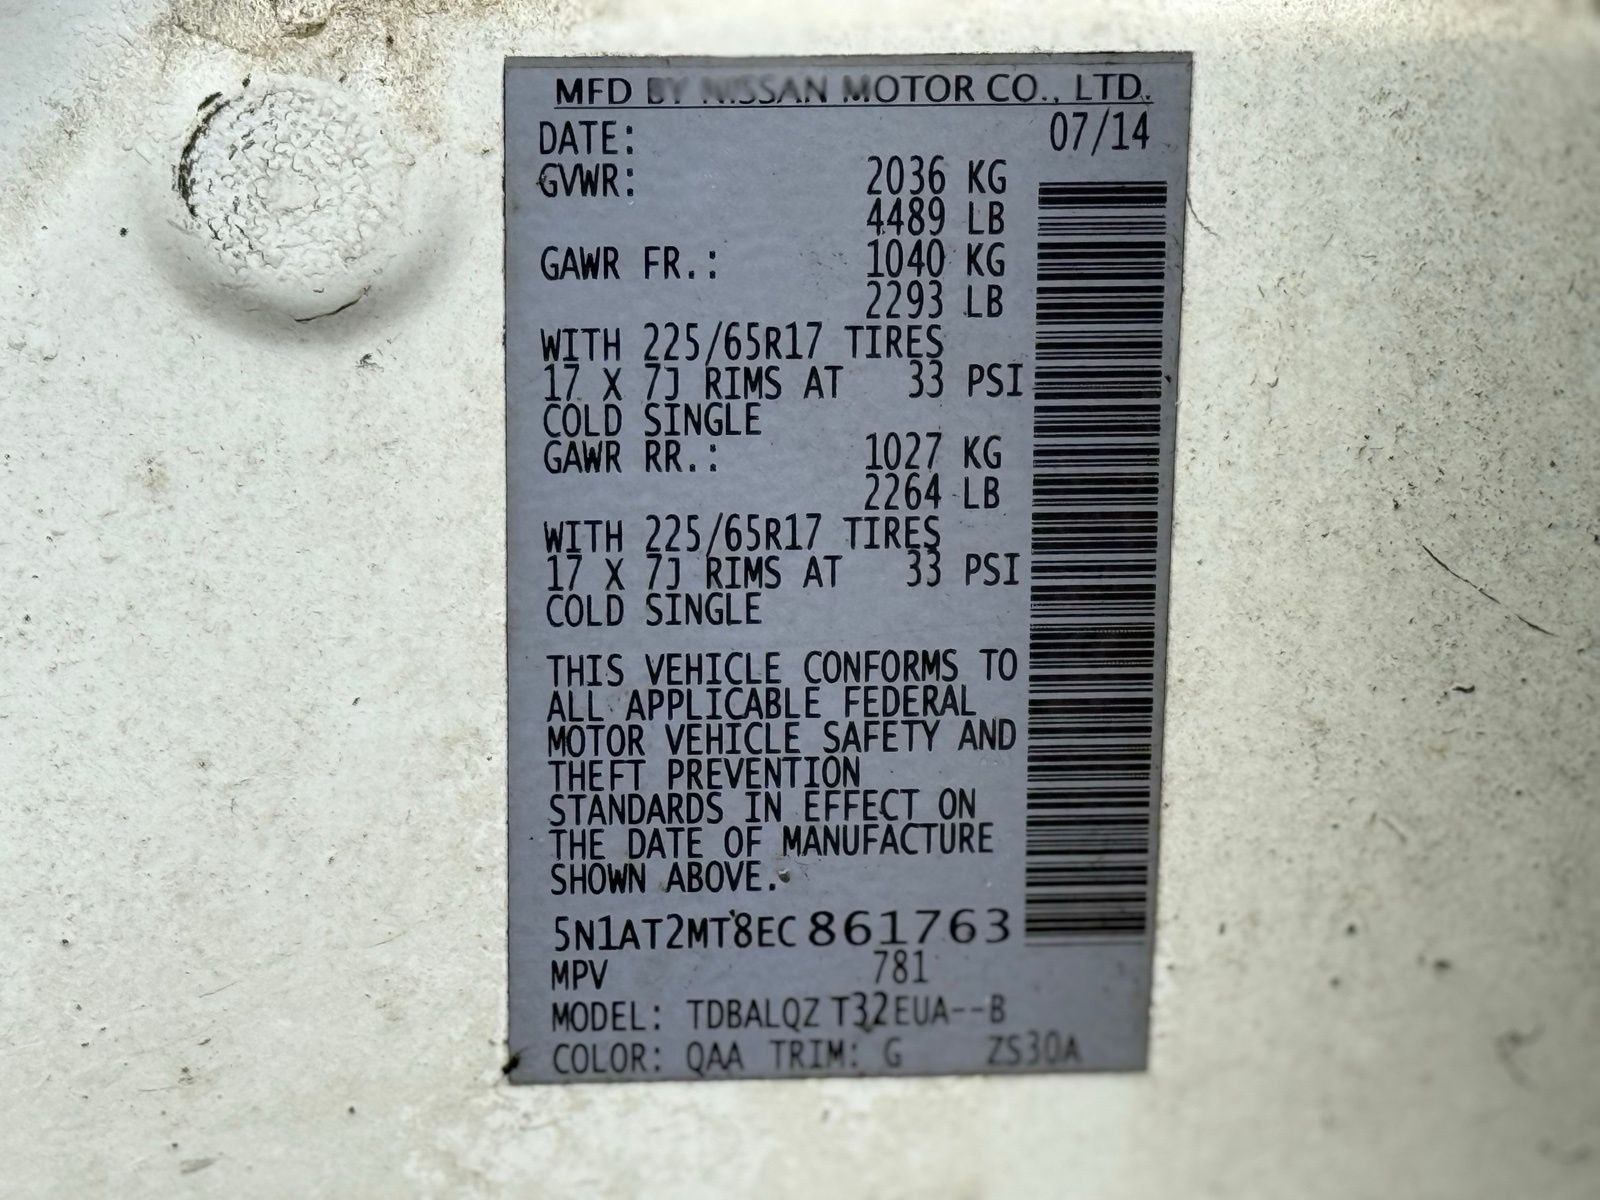 MFD BY NISSAN MOTOR CO., LTD.
DATE: 07/14
GVWR: 2036 KG
4489 LB
GAWR FR.: 1040 KG
2293 LB
WITH 225/65R17 TIRES
17 X 7J RIMS AT 33 PSI
COLD SINGLE
GAWR RR.: 1027 KG
2264 LB
WITH 225/65R17 TIRES
17 X 7J RIMS AT 33 PSI
COLD SINGLE
THIS VEHICLE CONFORMS TO
ALL APPLICABLE FEDERAL
MOTOR VEHICLE SAFETY AND
THEFT PREVENTION
STANDARDS IN EFFECT ON
THE DATE OF MANUFACTURE
SHOWN ABOVE.
5N1AT2MT8EC861763
MPV 781
MODEL: TDBALQZ T32EUA--B
COLOR: QAA TRIM: G ZS30A